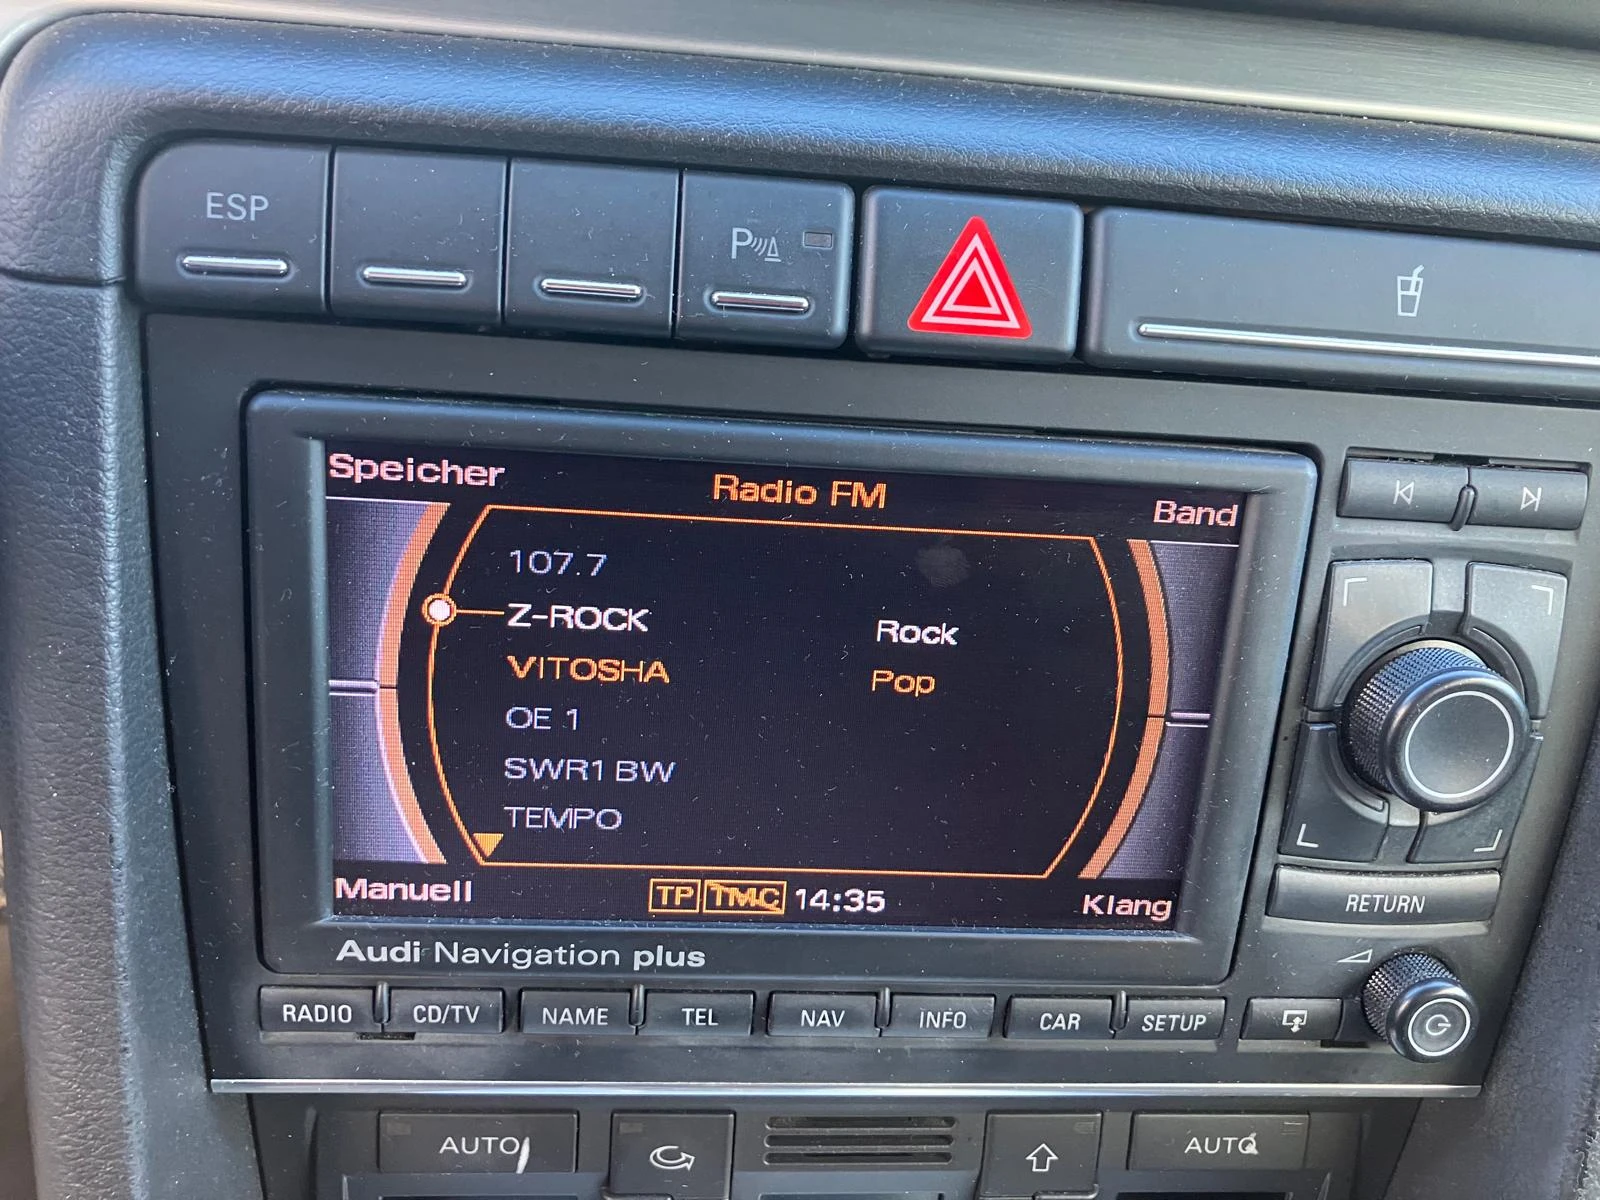 ESP
P
Speicher
Radio FM
Band
107.7
Z-ROCK Rock
VITOSHA Pop
OE 1
SWR1 BW
TEMPO
Manuell
TP TMC 14:35
Klang
RETURN
Audi Navigation plus
RADIO CD/TV NAME TEL NAV INFO CAR SETUP
AUTO AUTO